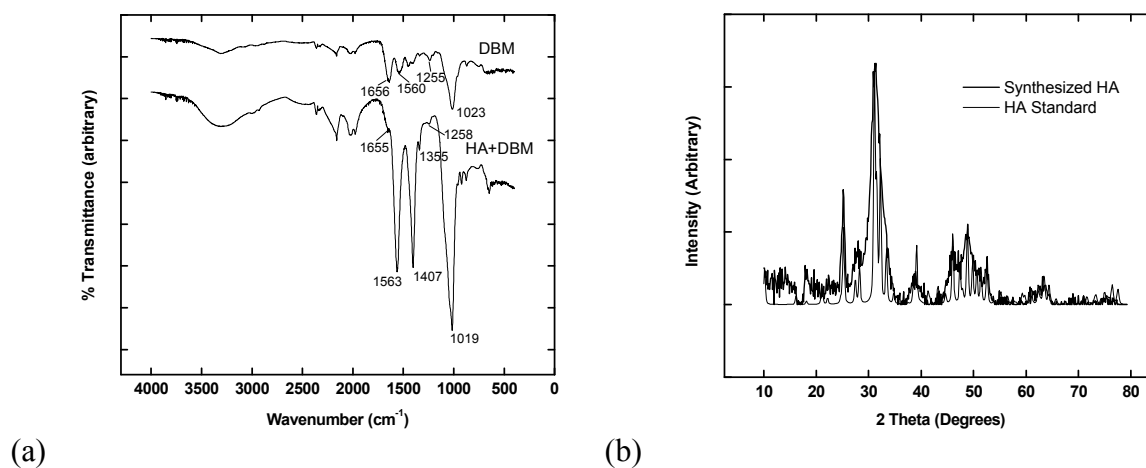 DBM
1656
1560
1255
1023
HA+DBM
1655
1258
1355
1563
1407
1019
% Transmittance (arbitrary)
4000 3500 3000 2500 2000 1500 1000 500 0
Wavenumber (cm⁻¹)
(a)
Synthesized HA
HA Standard
Intensity (Arbitrary)
10 20 30 40 50 60 70 80
2 Theta (Degrees)
(b)